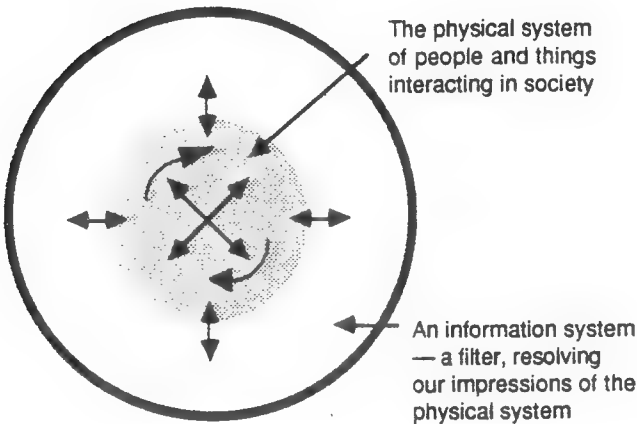 The physical system
of people and things
interacting in society
An information system
— a filter, resolving
our impressions of the
physical system